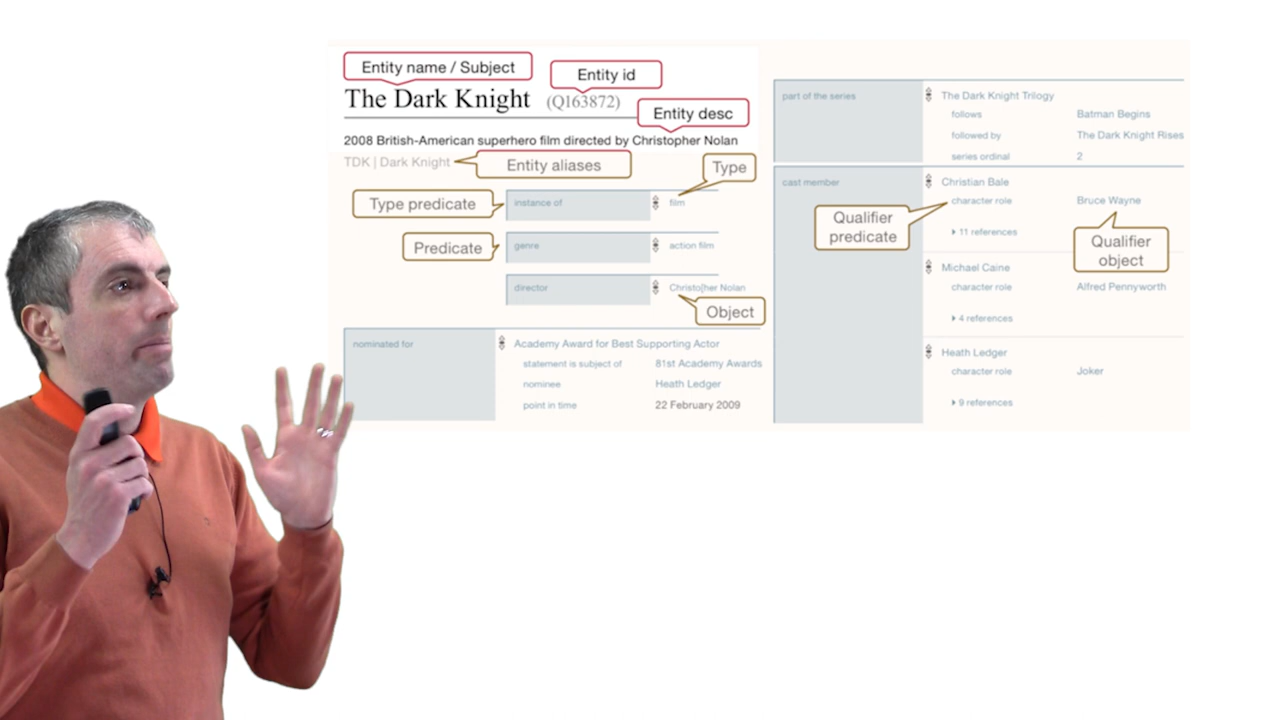 Entity name / Subject
Entity id
The Dark Knight (Q163872)
Entity desc
2008 British-American superhero film directed by Christopher Nolan
TDK | Dark Knight
Entity aliases
Type
Type predicate
instance of
film
Predicate
genre
action film
director
Christo[her Nolan
Object
nominated for
Academy Award for Best Supporting Actor
statement is subject of 81st Academy Awards
nominee Heath Ledger
point in time 22 February 2009
part of the series
The Dark Knight Trilogy
follows Batman Begins
followed by The Dark Knight Rises
series ordinal 2
cast member
Christian Bale
character role Bruce Wayne
Qualifier
predicate
11 references
Qualifier
object
Michael Caine
character role Alfred Pennyworth
4 references
Heath Ledger
character role Joker
9 references